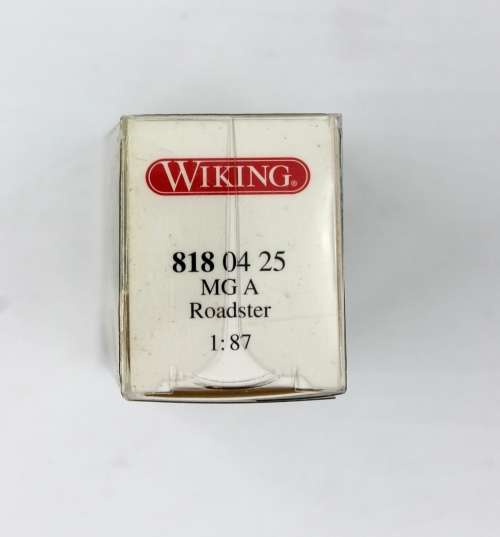 WIKING®
818 04 25
MG A
Roadster
1:87